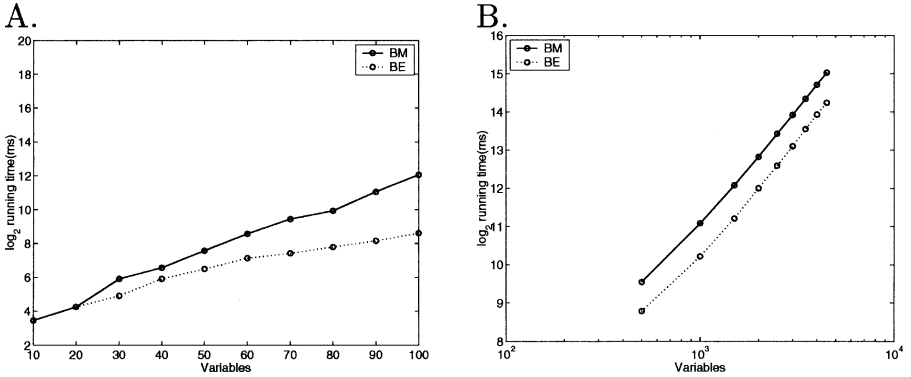 A.
20
18
16
14
12
10
8
6
4
2
log2 running time(ms)
BM
BE
10 20 30 40 50 60 70 80 90 100
Variables
B.
16
15
14
13
12
11
10
9
8
log2 running time(ms)
BM
BE
10^2 10^3 10^4
Variables